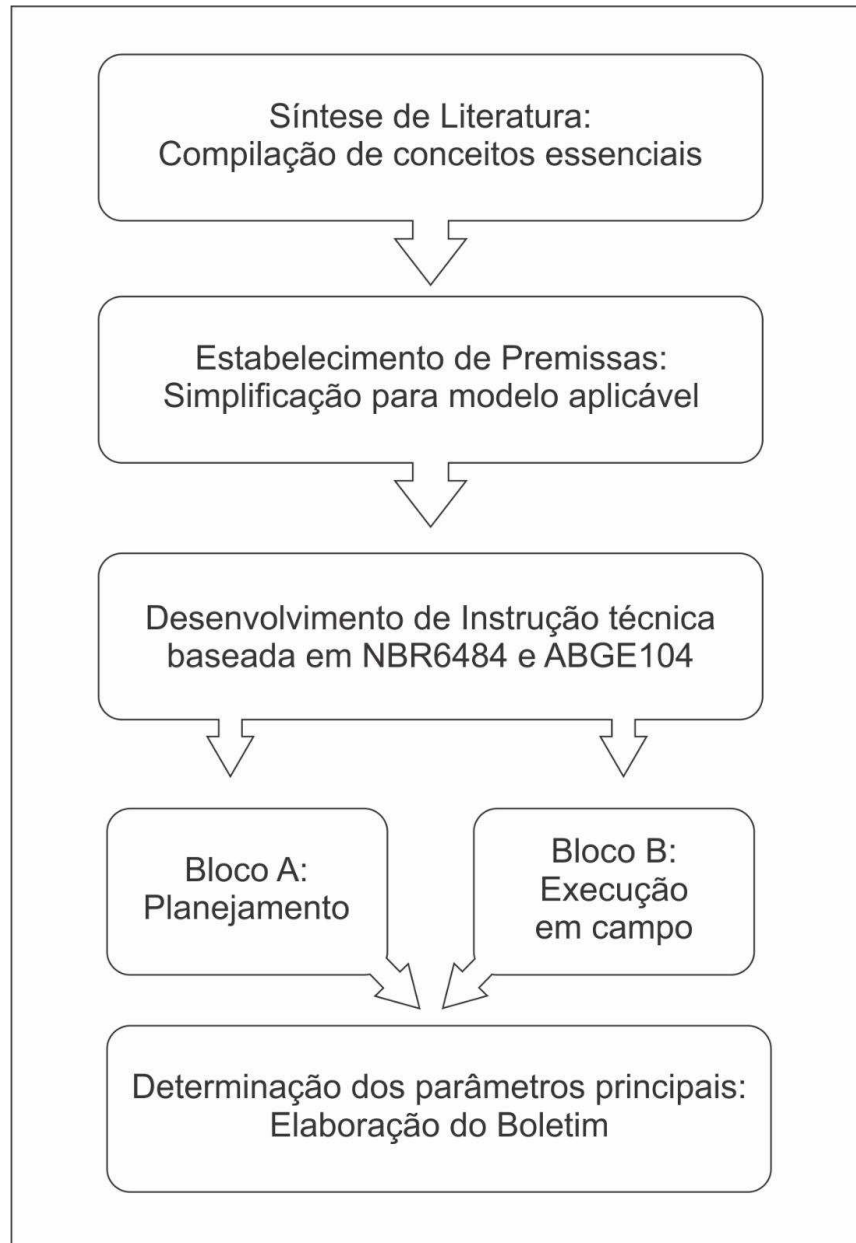 Síntese de Literatura:
Compilação de conceitos essenciais
Estabelecimento de Premissas:
Simplificação para modelo aplicável
Desenvolvimento de Instrução técnica
baseada em NBR6484 e ABGE104
Bloco A:
Planejamento
Bloco B:
Execução
em campo
Determinação dos parâmetros principais:
Elaboração do Boletim